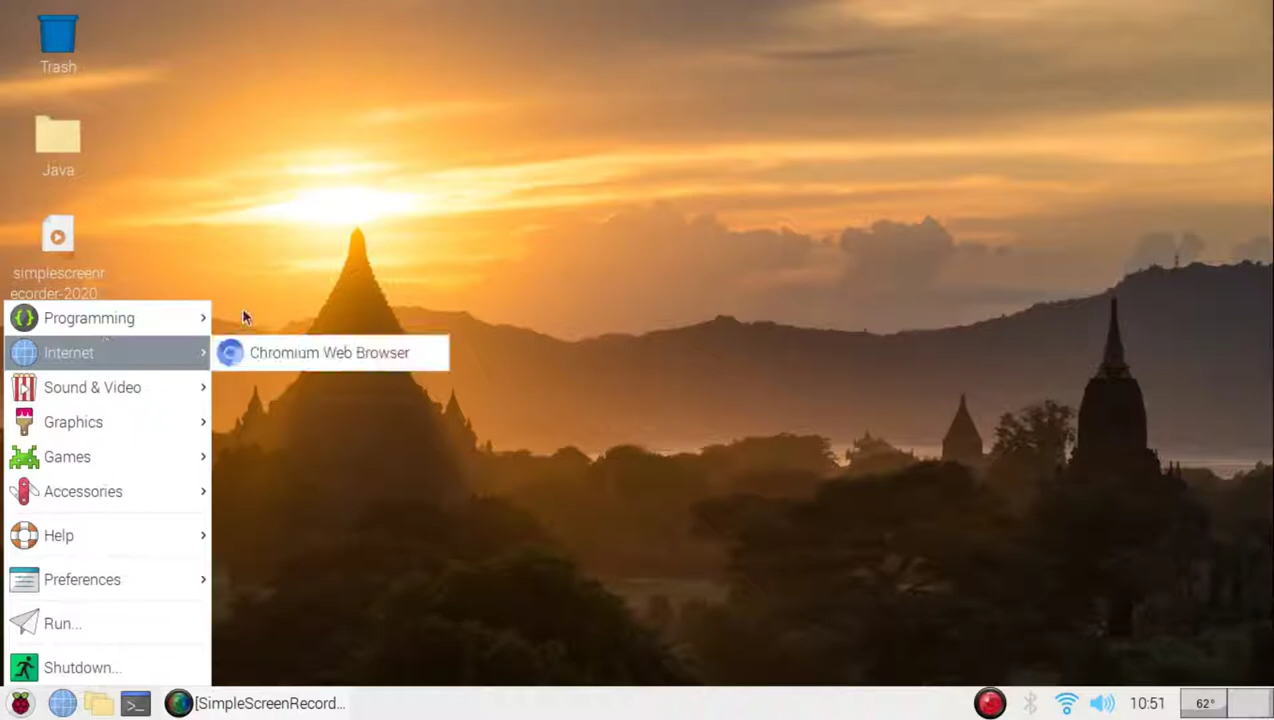 Trash
Java
simplescreenr
ecorder-2020
Programming
Internet
Chromium Web Browser
Sound & Video
Graphics
Games
Accessories
Help
Preferences
Run...
Shutdown...
[SimpleScreenRecord...
10:51
62°